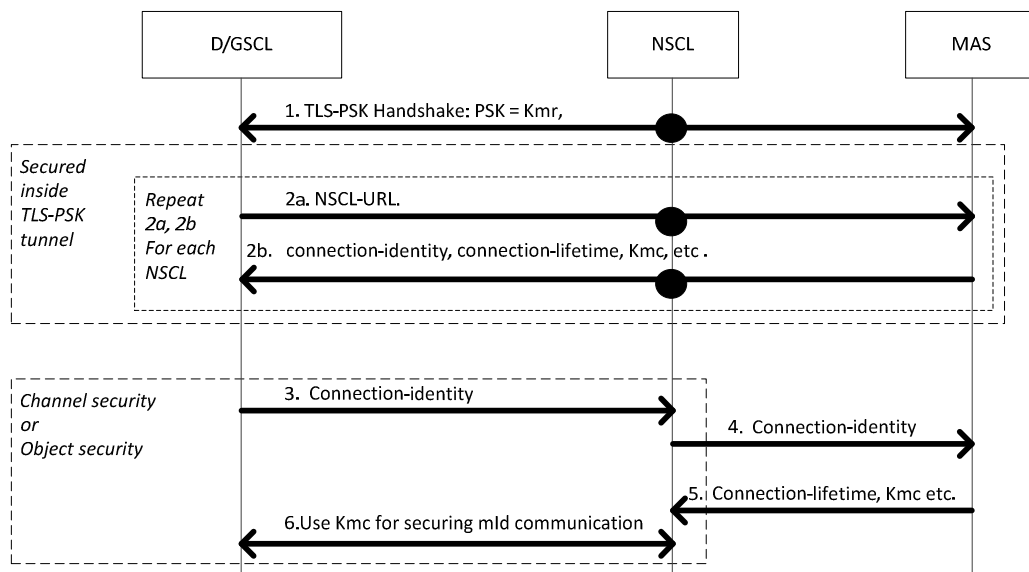 D/GSCL
NSCL
MAS
1. TLS-PSK Handshake: PSK = Kmr,
Secured
inside
TLS-PSK
tunnel
Repeat
2a, 2b
For each
NSCL
2a. NSCL-URL.
2b. connection-identity, connection-lifetime, Kmc, etc .
Channel security
or
Object security
3. Connection-identity
4. Connection-identity
5. Connection-lifetime, Kmc etc.
6.Use Kmc for securing mId communication